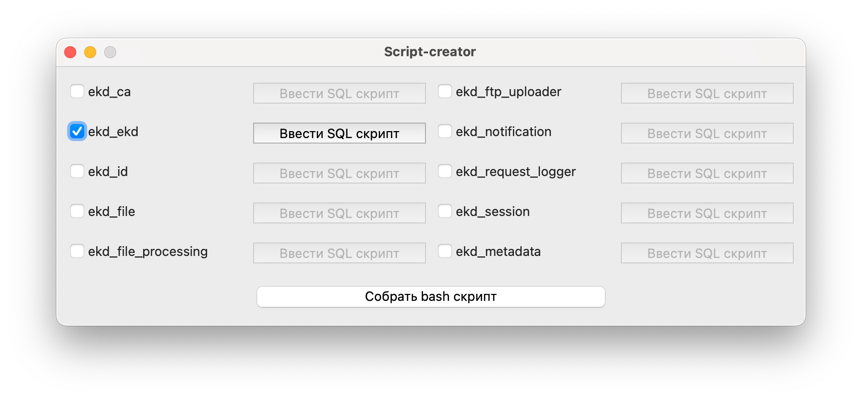 Script-creator
ekd_ca Ввести SQL скрипт ekd_ftp_uploader Ввести SQL скрипт
ekd_ekd Ввести SQL скрипт ekd_notification Ввести SQL скрипт
ekd_id Ввести SQL скрипт ekd_request_logger Ввести SQL скрипт
ekd_file Ввести SQL скрипт ekd_session Ввести SQL скрипт
ekd_file_processing Ввести SQL скрипт ekd_metadata Ввести SQL скрипт
Собрать bash скрипт